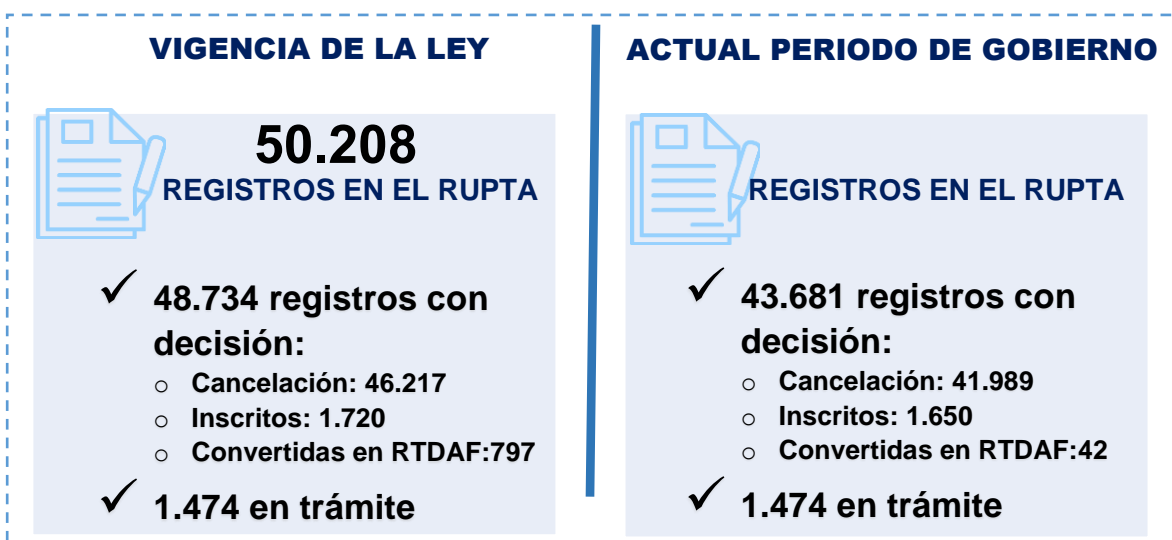 VIGENCIA DE LA LEY
50.208
REGISTROS EN EL RUPTA
✓ 48.734 registros con
decisión:
o Cancelación: 46.217
o Inscritos: 1.720
o Convertidas en RTDAF:797
✓ 1.474 en trámite
ACTUAL PERIODO DE GOBIERNO
REGISTROS EN EL RUPTA
✓ 43.681 registros con
decisión:
o Cancelación: 41.989
o Inscritos: 1.650
o Convertidas en RTDAF:42
✓ 1.474 en trámite